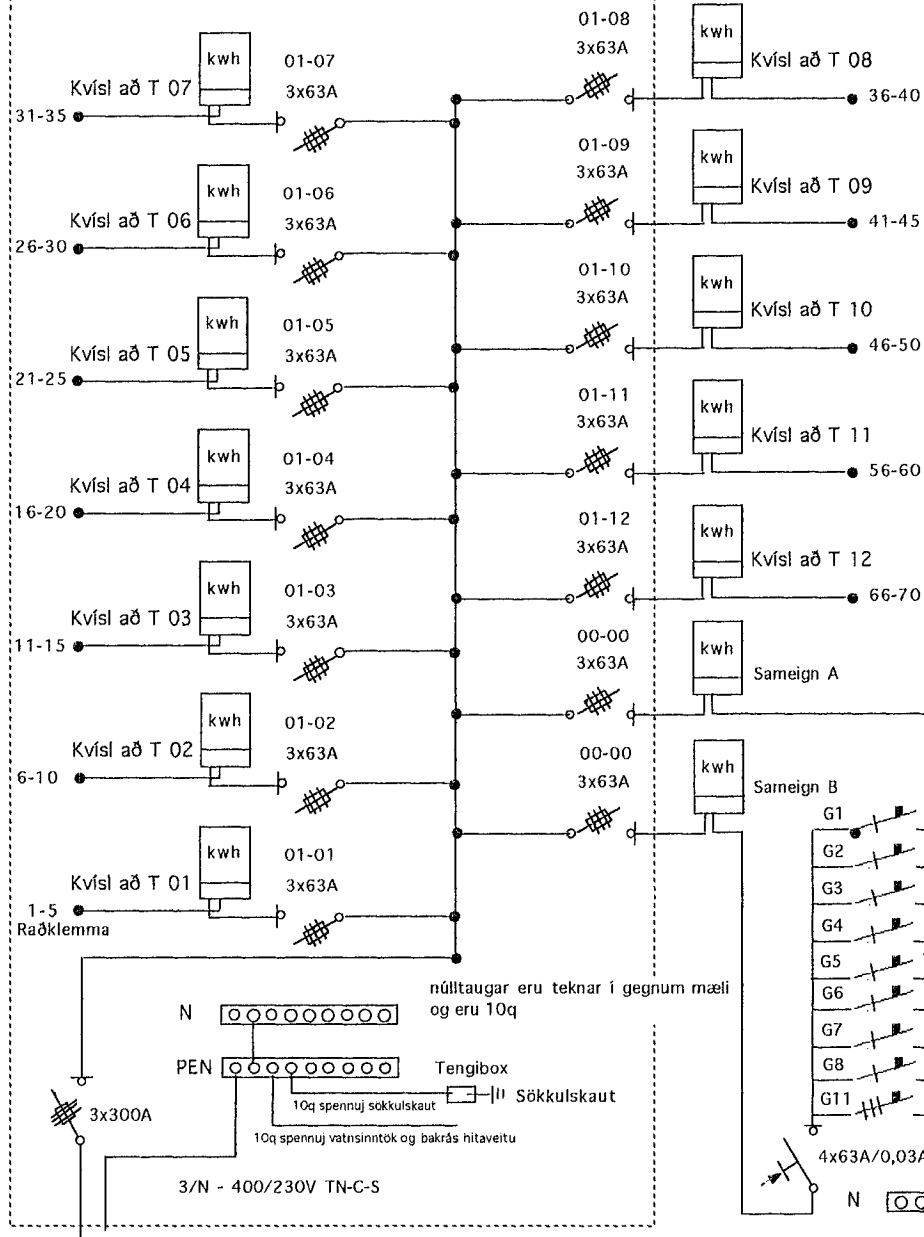 kwh
01-07
Kvísl að T 07
3x63A
31-35
kwh
01-06
Kvísl að T 06
3x63A
26-30
kwh
01-05
Kvísl að T 05
3x63A
21-25
kwh
01-04
Kvísl að T 04
3x63A
16-20
kwh
01-03
Kvísl að T 03
3x63A
11-15
kwh
01-02
Kvísl að T 02
3x63A
6-10
kwh
01-01
Kvísl að T 01
3x63A
1-5
Raðklemma
01-08
3x63A
kwh
Kvísl að T 08
36-40
01-09
3x63A
kwh
Kvísl að T 09
41-45
01-10
3x63A
kwh
Kvísl að T 10
46-50
01-11
3x63A
kwh
Kvísl að T 11
56-60
01-12
3x63A
kwh
Kvísl að T 12
66-70
00-00
3x63A
kwh
Sameign A
00-00
3x63A
kwh
Sameign B
G1
G2
G3
G4
G5
G6
G7
G8
G11
4x63A/0,03A
N
núlltaugar eru teknar í gegnum mæli
og eru 10q
N
PEN
Tengibox
10q spennuj sökkulskaut
Sökkulskaut
10q spennuj vatnsinntök og bakrás hitaveitu
3x300A
3/N - 400/230V TN-C-S